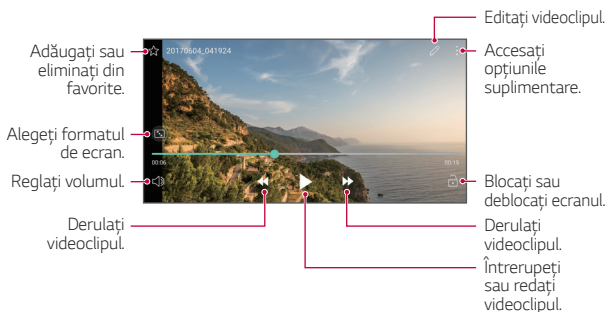 Editați videoclipul.
Adăugați sau
eliminați din
favorite.
20170604_041924
Accesați
opțiunile
suplimentare.
Alegeți formatul
de ecran.
00:06
00:15
Reglați volumul.
Blocați sau
deblocați ecranul.
Derulați
videoclipul.
Derulați
videoclipul.
Întrerupeți
sau redați
videoclipul.